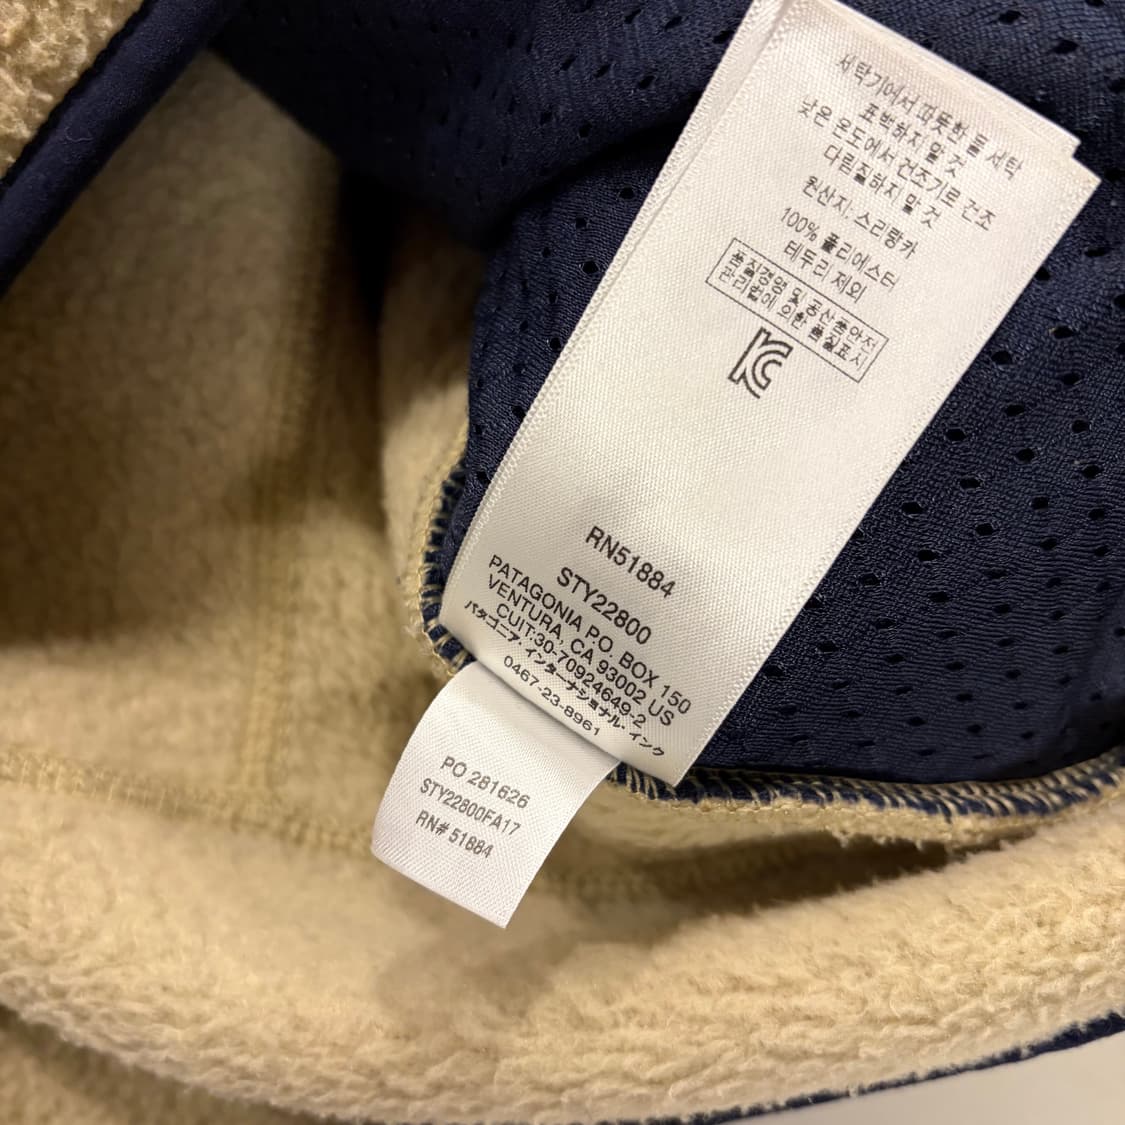 세탁기에서 따뜻한 물 세탁
표백하지 말 것
낮은 온도에서 건조기로 건조
다림질하지 말 것
원산지: 스리랑카
100% 폴리에스터
테두리 제외
품질경영 및 공산품안전
관리법에 의한 품질표시
RN51884
STY22800
PATAGONIA P.O. BOX 150
VENTURA, CA 93002 US
CUIT:30-70924649-2
パタゴニア・インターナショナル・インク
0467-23-8961
PO 281626
STY22800FA17
RN# 51884